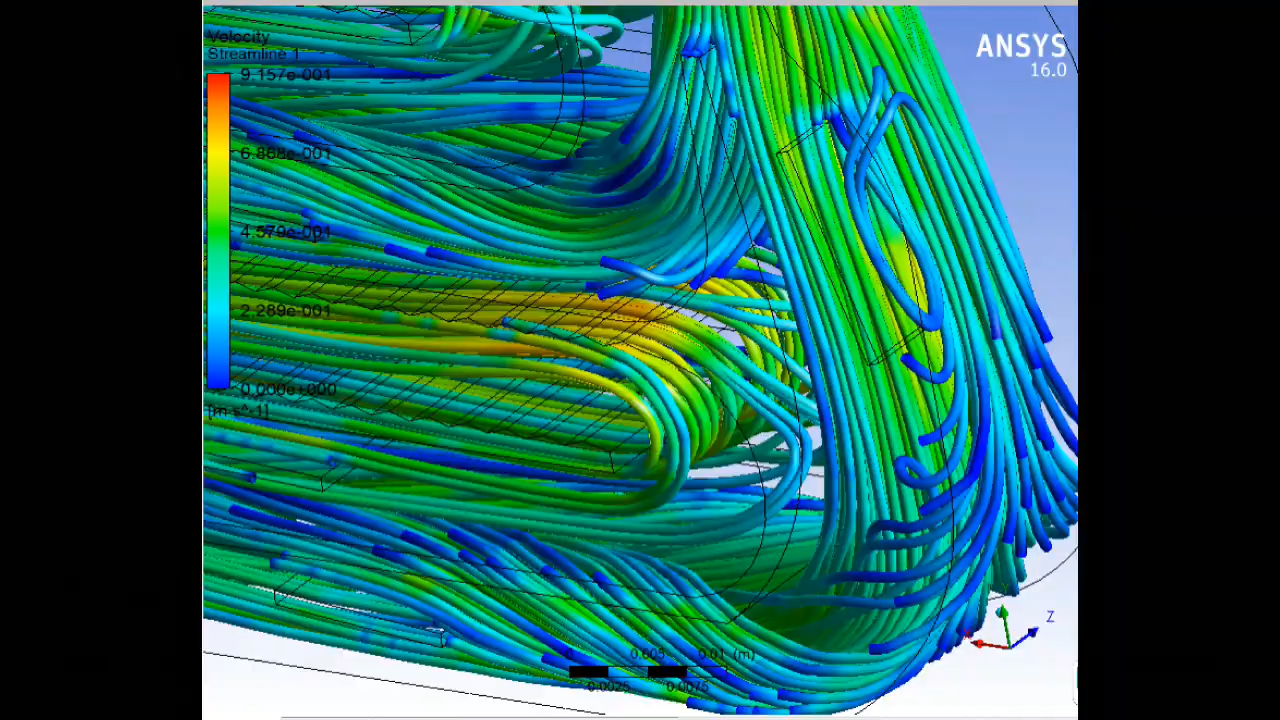 Velocity
Streamline 1
9.157e-001
6.868e-001
4.579e-001
2.289e-001
0.000e+000
[m s^-1]
ANSYS
16.0
Z
0 0.005 0.01 (m)
0.0025 0.0075